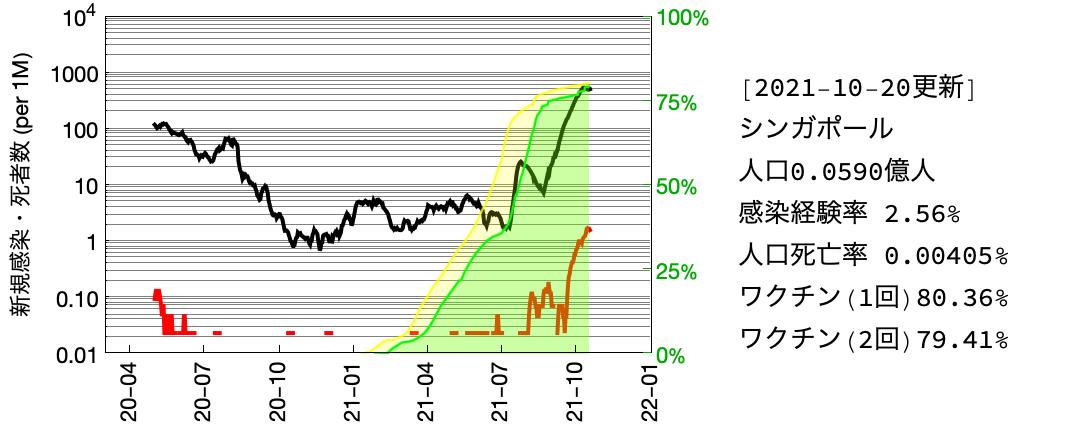 10^4
1000
100
10
1
0.10
0.01
新規感染・死者数 (per 1M)
100%
75%
50%
25%
0%
20-04
20-07
20-10
21-01
21-04
21-07
21-10
22-01
[2021-10-20更新]
シンガポール
人口0.0590億人
感染経験率 2.56%
人口死亡率 0.00405%
ワクチン(1回)80.36%
ワクチン(2回)79.41%